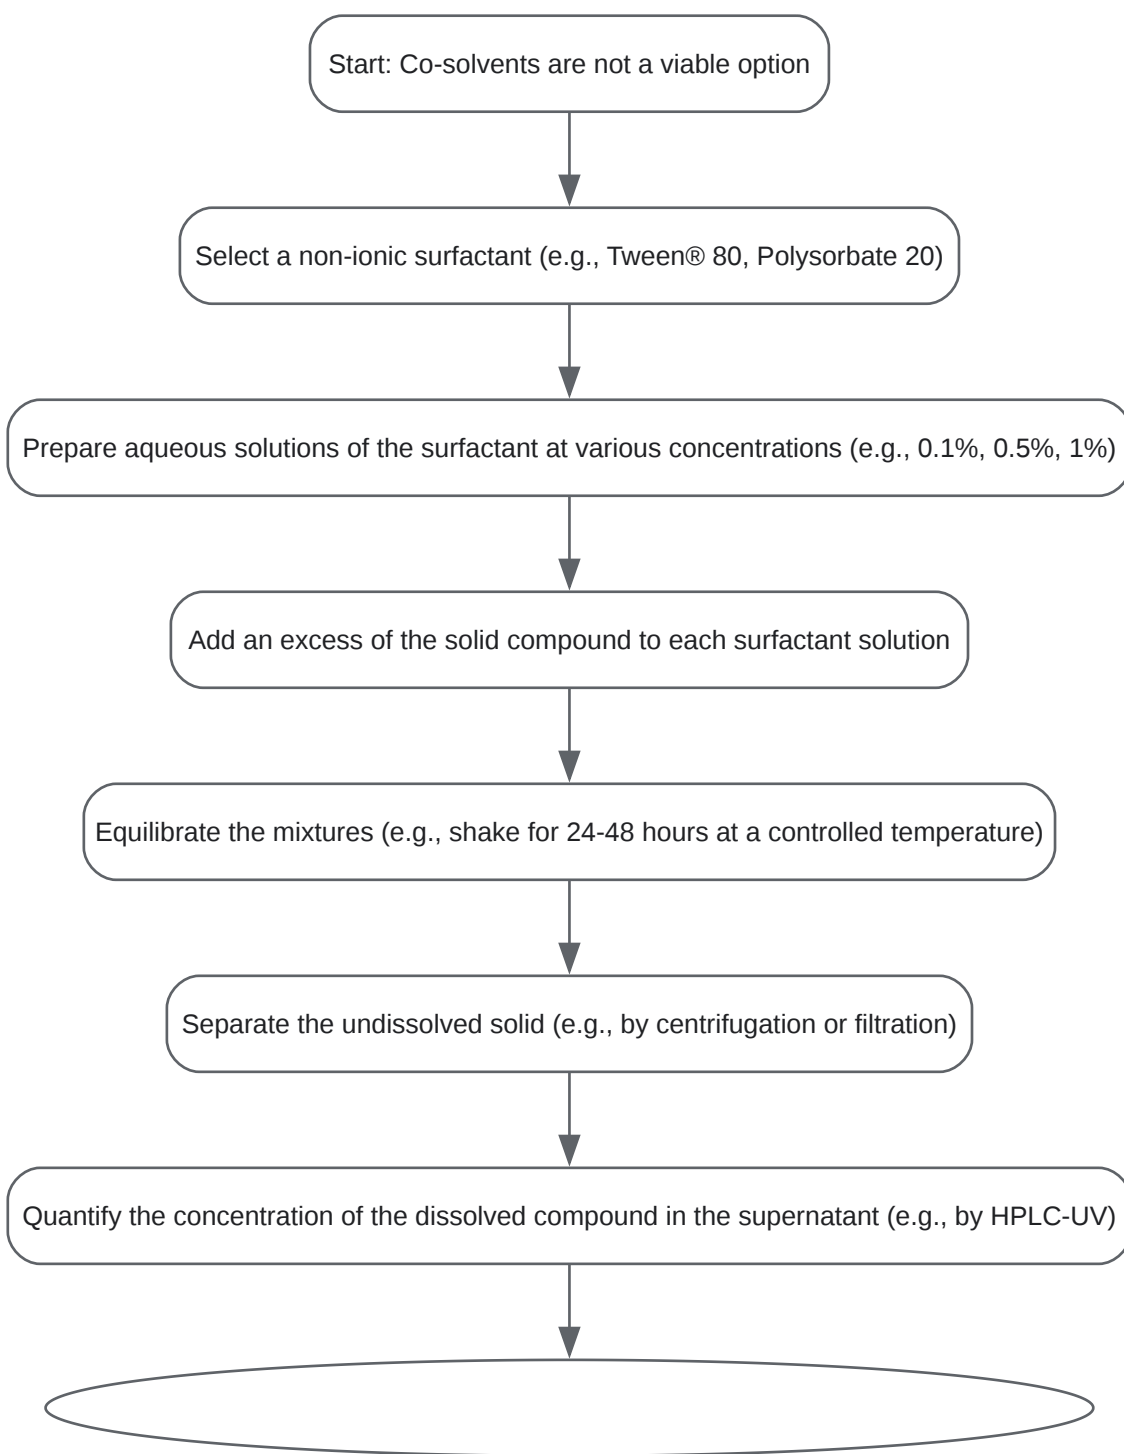 Start: Co-solvents are not a viable option
Select a non-ionic surfactant (e.g., Tween® 80, Polysorbate 20)
Prepare aqueous solutions of the surfactant at various concentrations (e.g., 0.1%, 0.5%, 1%)
Add an excess of the solid compound to each surfactant solution
Equilibrate the mixtures (e.g., shake for 24-48 hours at a controlled temperature)
Separate the undissolved solid (e.g., by centrifugation or filtration)
Quantify the concentration of the dissolved compound in the supernatant (e.g., by HPLC-UV)